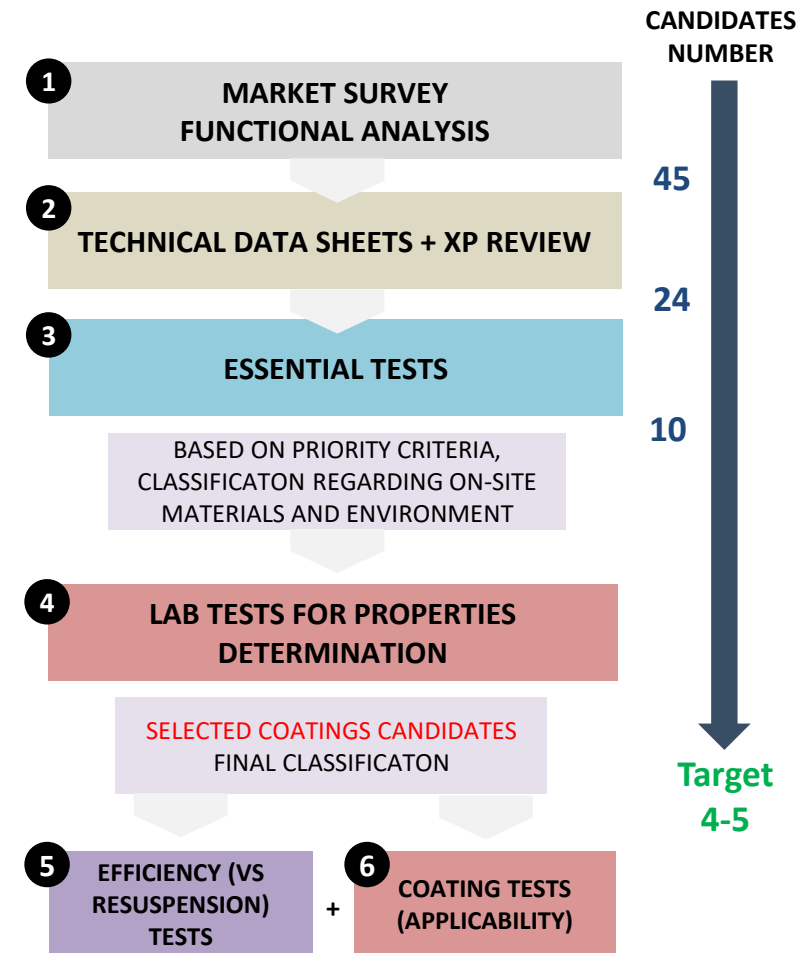 CANDIDATES
NUMBER
1
MARKET SURVEY
FUNCTIONAL ANALYSIS
45
2
TECHNICAL DATA SHEETS + XP REVIEW
24
3
ESSENTIAL TESTS
10
BASED ON PRIORITY CRITERIA,
CLASSIFICATON REGARDING ON-SITE
MATERIALS AND ENVIRONMENT
4
LAB TESTS FOR PROPERTIES
DETERMINATION
SELECTED COATINGS CANDIDATES
FINAL CLASSIFICATON
Target
4-5
5
EFFICIENCY (VS
RESUSPENSION)
TESTS
+
6
COATING TESTS
(APPLICABILITY)